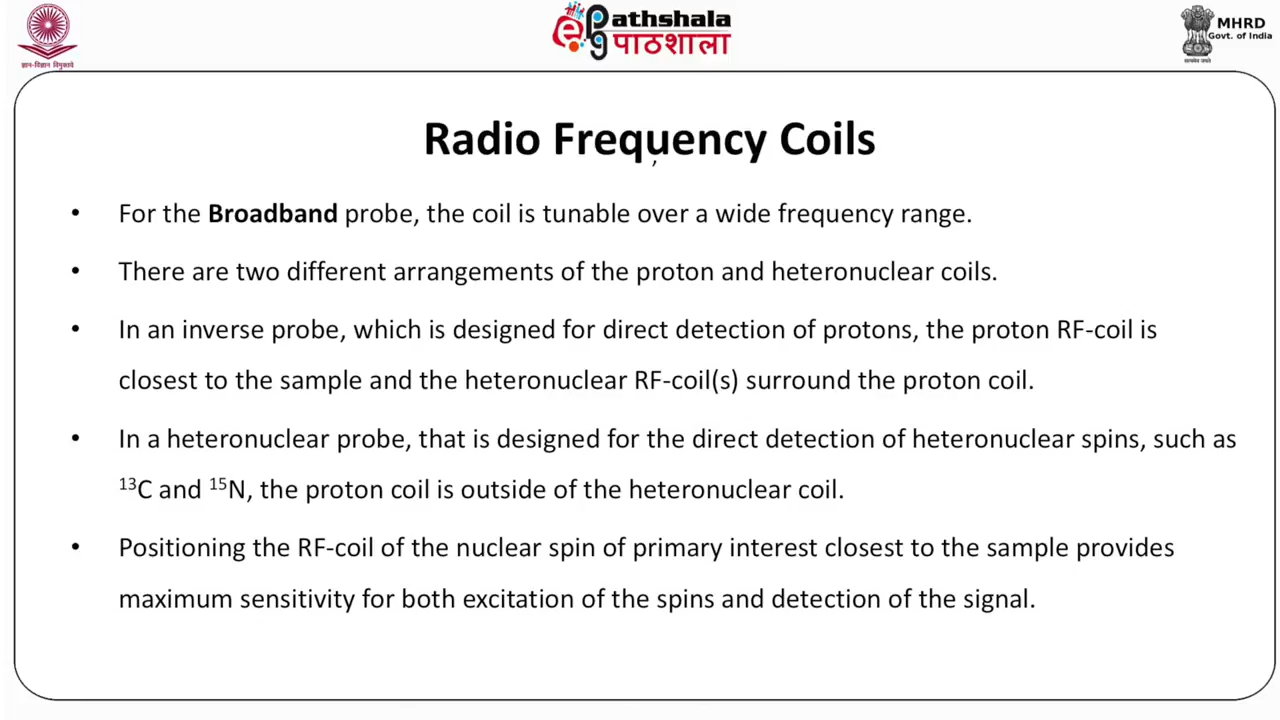 ज्ञान-विज्ञान विमुक्तये
ePG Pathshala
पाठशाला
MHRD
Govt. of India
सत्यमेव जयते
Radio Frequency Coils
,
• For the Broadband probe, the coil is tunable over a wide frequency range.
• There are two different arrangements of the proton and heteronuclear coils.
• In an inverse probe, which is designed for direct detection of protons, the proton RF-coil is
closest to the sample and the heteronuclear RF-coil(s) surround the proton coil.
• In a heteronuclear probe, that is designed for the direct detection of heteronuclear spins, such as
¹³C and ¹⁵N, the proton coil is outside of the heteronuclear coil.
• Positioning the RF-coil of the nuclear spin of primary interest closest to the sample provides
maximum sensitivity for both excitation of the spins and detection of the signal.